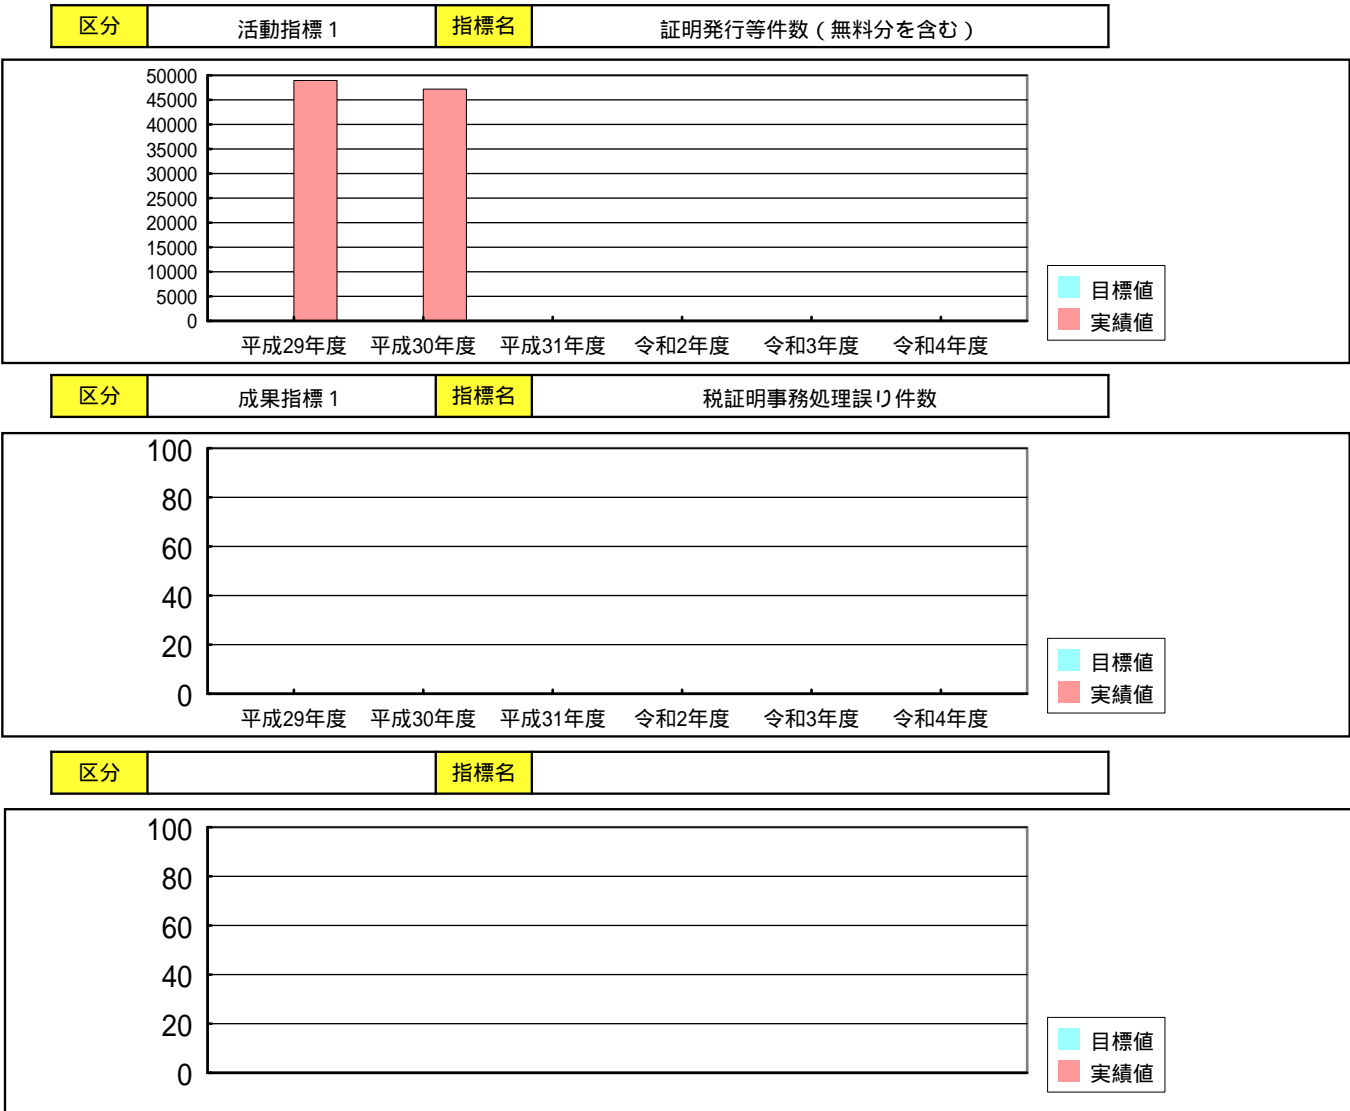 区分 活動指標１ 指標名 証明発行等件数（無料分を含む）
50000
45000
40000
35000
30000
25000
20000
15000
10000
5000
0
平成29年度 平成30年度 平成31年度 令和2年度 令和3年度 令和4年度
目標値
実績値
区分 成果指標１ 指標名 税証明事務処理誤り件数
100
80
60
40
20
0
平成29年度 平成30年度 平成31年度 令和2年度 令和3年度 令和4年度
目標値
実績値
区分 指標名
100
80
60
40
20
0
目標値
実績値